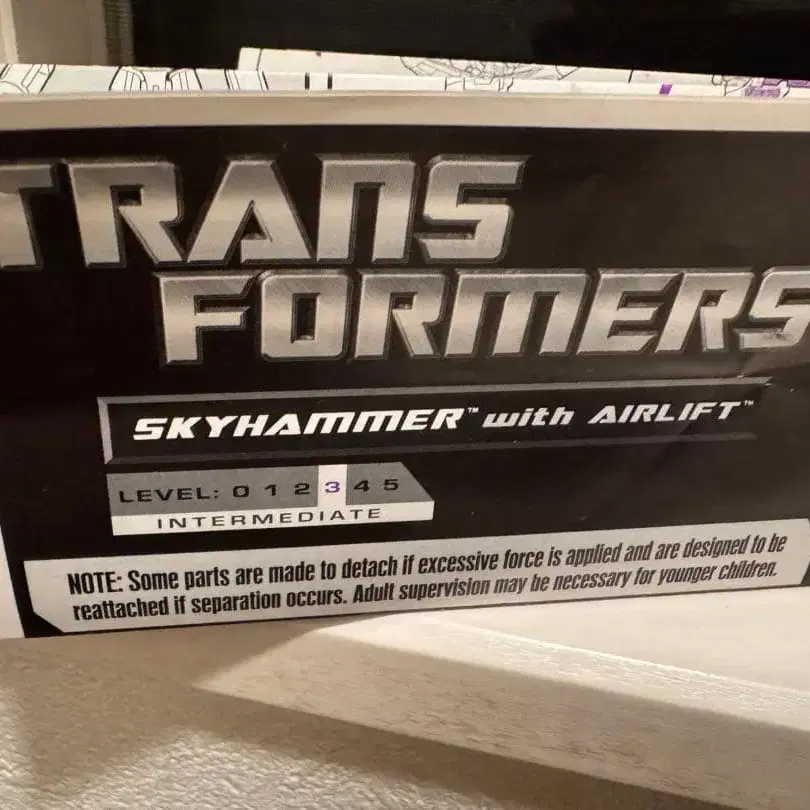 TRANS
FORMERS
SKYHAMMER™ with AIRLIFT™
LEVEL: 0 1 2 3 4 5
INTERMEDIATE
NOTE: Some parts are made to detach if excessive force is applied and are designed to be
reattached if separation occurs. Adult supervision may be necessary for younger children.